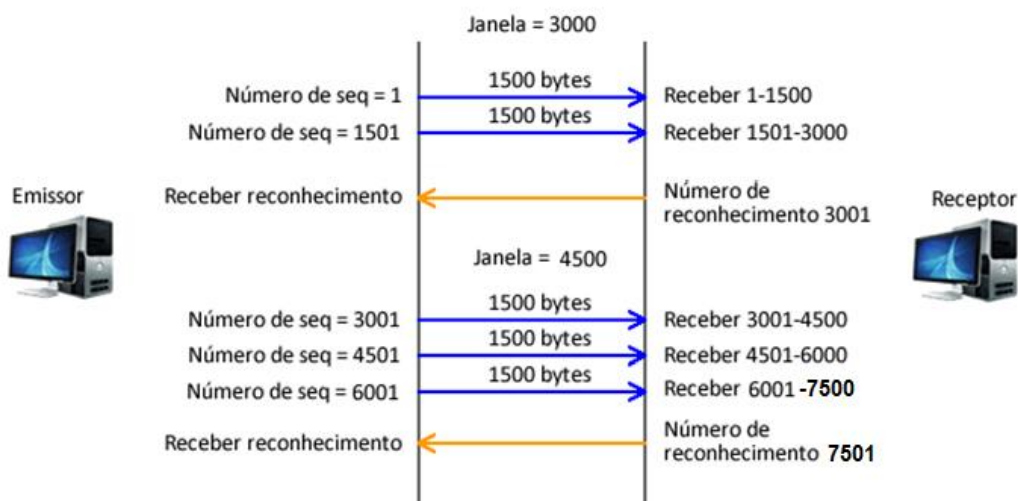 Janela = 3000
1500 bytes
Número de seq = 1
Receber 1-1500
1500 bytes
Número de seq = 1501
Receber 1501-3000
Emissor
Receber reconhecimento
Número de
reconhecimento 3001
Receptor
Janela = 4500
1500 bytes
Número de seq = 3001
Receber 3001-4500
1500 bytes
Número de seq = 4501
Receber 4501-6000
1500 bytes
Número de seq = 6001
Receber 6001 -7500
Receber reconhecimento
Número de
reconhecimento 7501